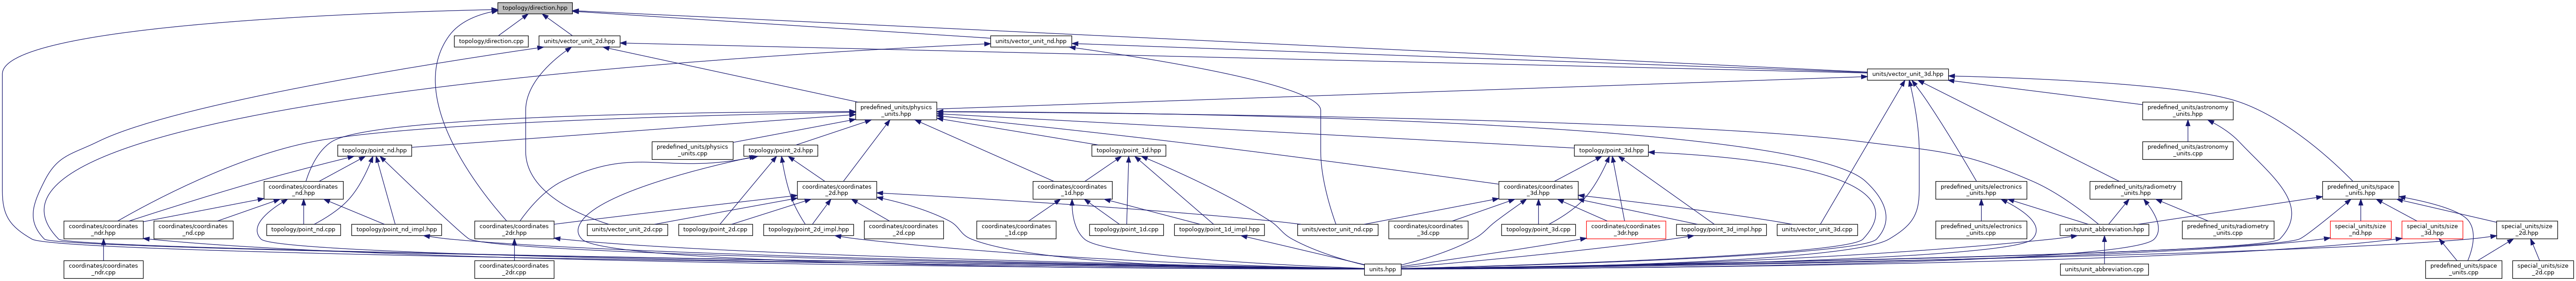 topology/direction.hpp
topology/direction.cpp
units/vector_unit_2d.hpp
units/vector_unit_nd.hpp
units/vector_unit_3d.hpp
predefined_units/physics
_units.hpp
predefined_units/astronomy
_units.hpp
topology/point_nd.hpp
predefined_units/physics
_units.cpp
topology/point_2d.hpp
topology/point_1d.hpp
topology/point_3d.hpp
predefined_units/astronomy
_units.cpp
coordinates/coordinates
_nd.hpp
coordinates/coordinates
_2d.hpp
coordinates/coordinates
_1d.hpp
coordinates/coordinates
_3d.hpp
predefined_units/electronics
_units.hpp
predefined_units/radiometry
_units.hpp
predefined_units/space
_units.hpp
coordinates/coordinates
_ndr.hpp
coordinates/coordinates
_nd.cpp
topology/point_nd.cpp
topology/point_nd_impl.hpp
coordinates/coordinates
_2dr.hpp
units/vector_unit_2d.cpp
topology/point_2d.cpp
topology/point_2d_impl.hpp
coordinates/coordinates
_2d.cpp
coordinates/coordinates
_1d.cpp
topology/point_1d.cpp
topology/point_1d_impl.hpp
units/vector_unit_nd.cpp
coordinates/coordinates
_3d.cpp
topology/point_3d.cpp
coordinates/coordinates
_3dr.hpp
topology/point_3d_impl.hpp
units/vector_unit_3d.cpp
predefined_units/electronics
_units.cpp
units/unit_abbreviation.hpp
predefined_units/radiometry
_units.cpp
special_units/size
_nd.hpp
special_units/size
_3d.hpp
special_units/size
_2d.hpp
coordinates/coordinates
_ndr.cpp
coordinates/coordinates
_2dr.cpp
units.hpp
units/unit_abbreviation.cpp
predefined_units/space
_units.cpp
special_units/size
_2d.cpp